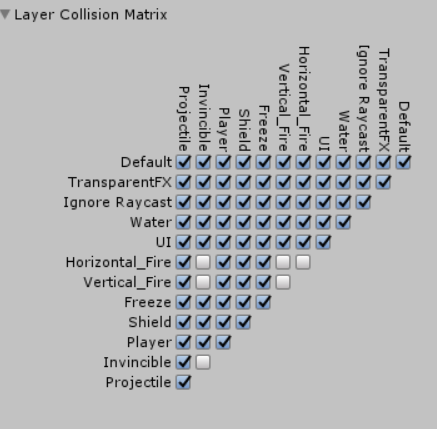 Layer Collision Matrix
Projectile
Invincible
Player
Shield
Freeze
Vertical_Fire
Horizontal_Fire
UI
Water
Ignore Raycast
TransparentFX
Default
Default
TransparentFX
Ignore Raycast
Water
UI
Horizontal_Fire
Vertical_Fire
Freeze
Shield
Player
Invincible
Projectile